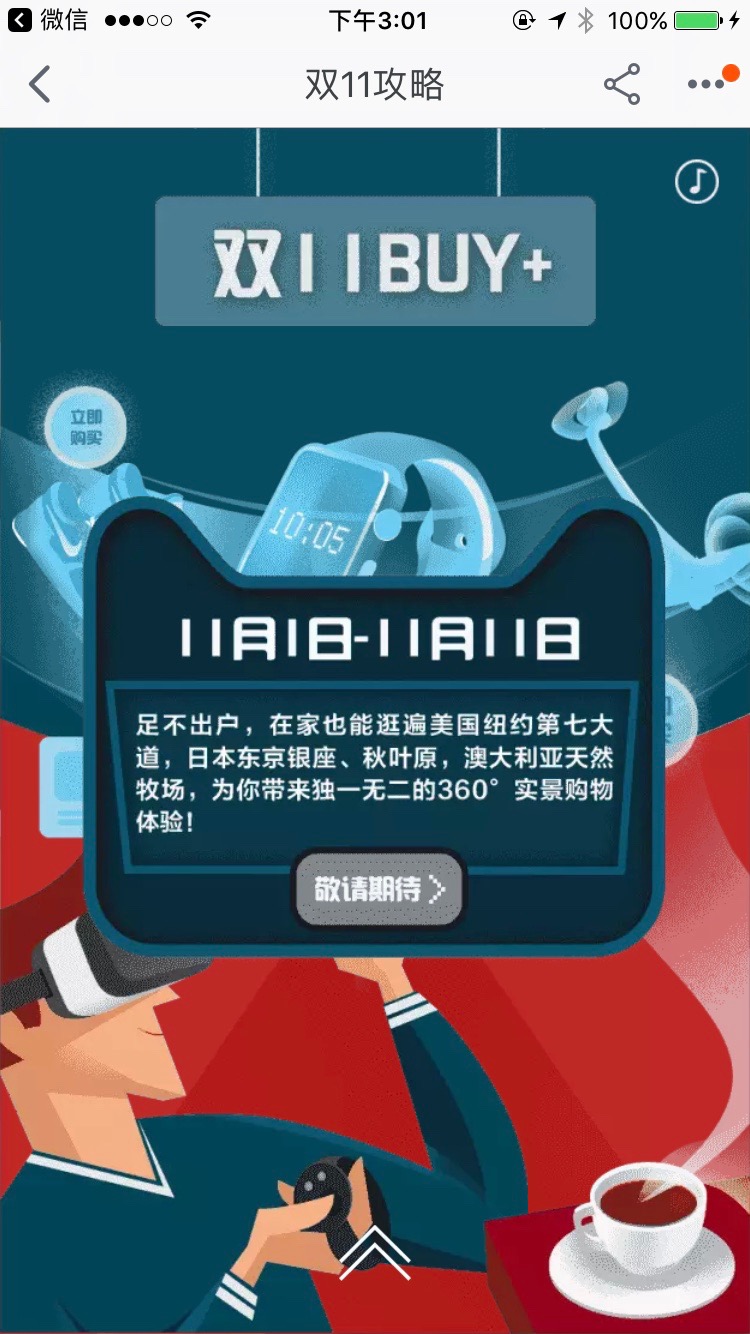 微信
下午3:01
100%
双11攻略
双11BUY+
立即
购买
10:05
11月1日-11月11日
足不出户，在家也能逛遍美国纽约第七大
道，日本东京银座、秋叶原，澳大利亚天然
牧场，为你带来独一无二的360°实景购物
体验！
敬请期待